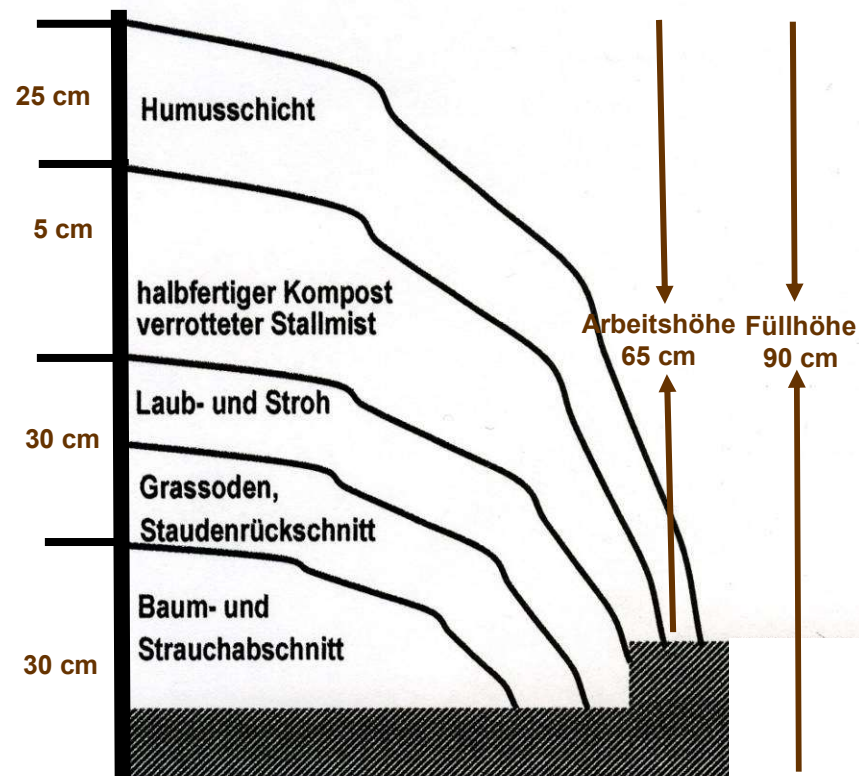 25 cm
Humusschicht
5 cm
halbfertiger Kompost
verrotteter Stallmist
Arbeitshöhe
65 cm
Füllhöhe
90 cm
Laub- und Stroh
30 cm
Grassoden,
Staudenrückschnitt
Baum- und
Strauchabschnitt
30 cm